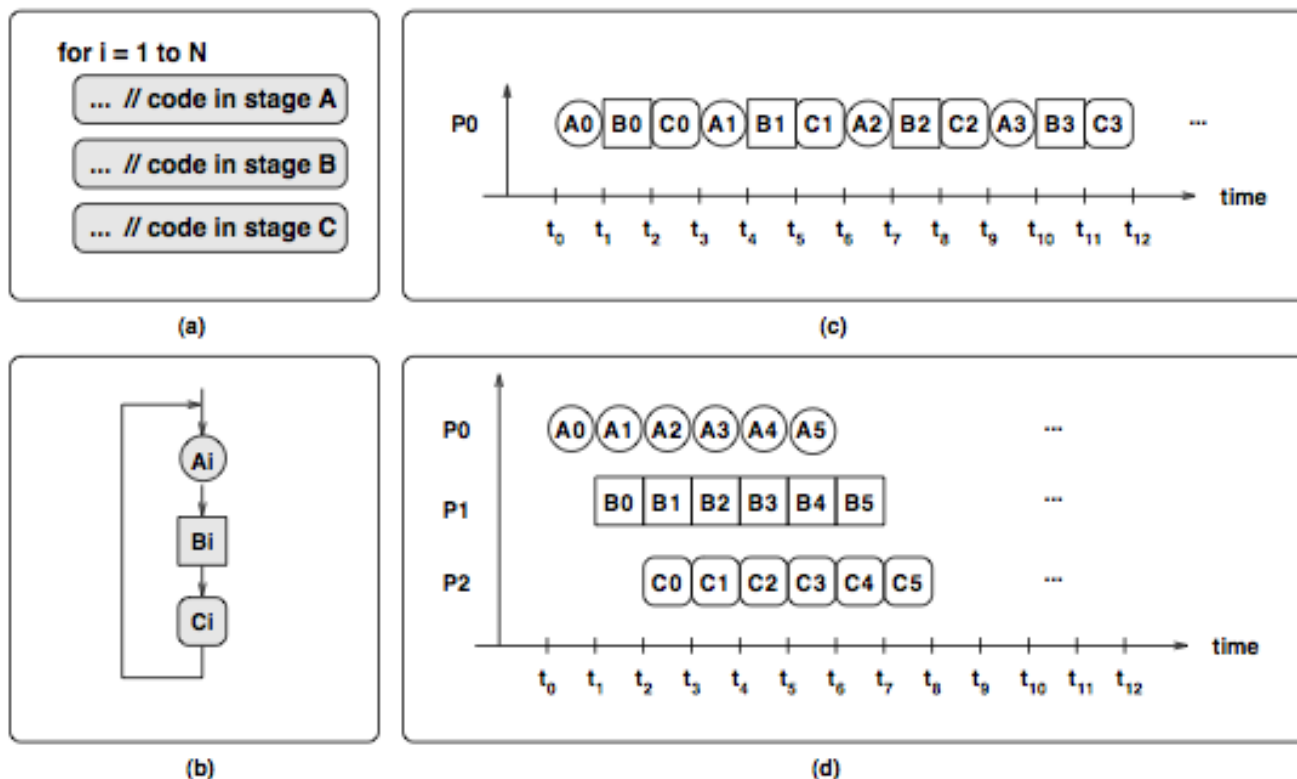 for i = 1 to N
... // code in stage A
... // code in stage B
... // code in stage C
(a)
P0 A0 B0 C0 A1 B1 C1 A2 B2 C2 A3 B3 C3 ...
time
t0 t1 t2 t3 t4 t5 t6 t7 t8 t9 t10 t11 t12
(c)
Ai
Bi
Ci
(b)
P0 A0 A1 A2 A3 A4 A5 ...
P1 B0 B1 B2 B3 B4 B5 ...
P2 C0 C1 C2 C3 C4 C5 ...
time
t0 t1 t2 t3 t4 t5 t6 t7 t8 t9 t10 t11 t12
(d)